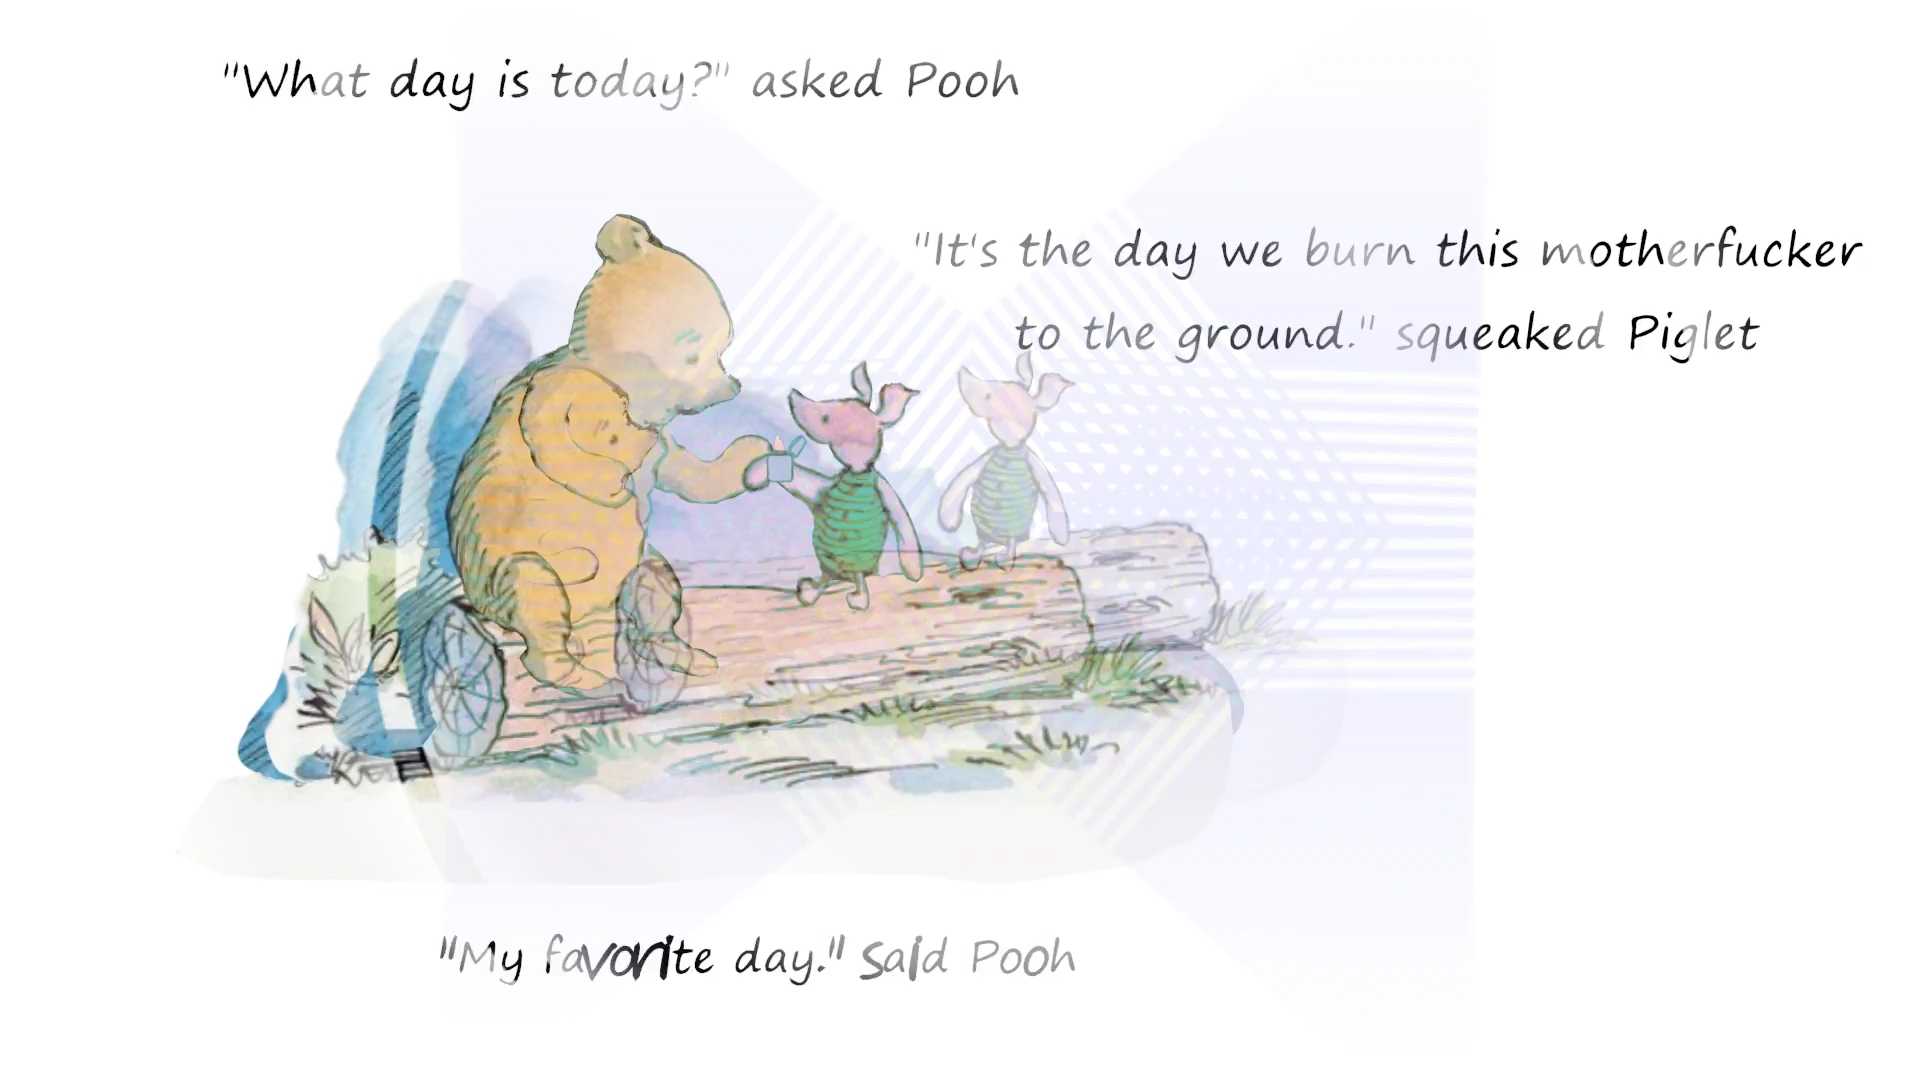 "What day is today?" asked Pooh
"It's the day we burn this motherfucker
to the ground." squeaked Piglet
"My favorite day." Said Pooh